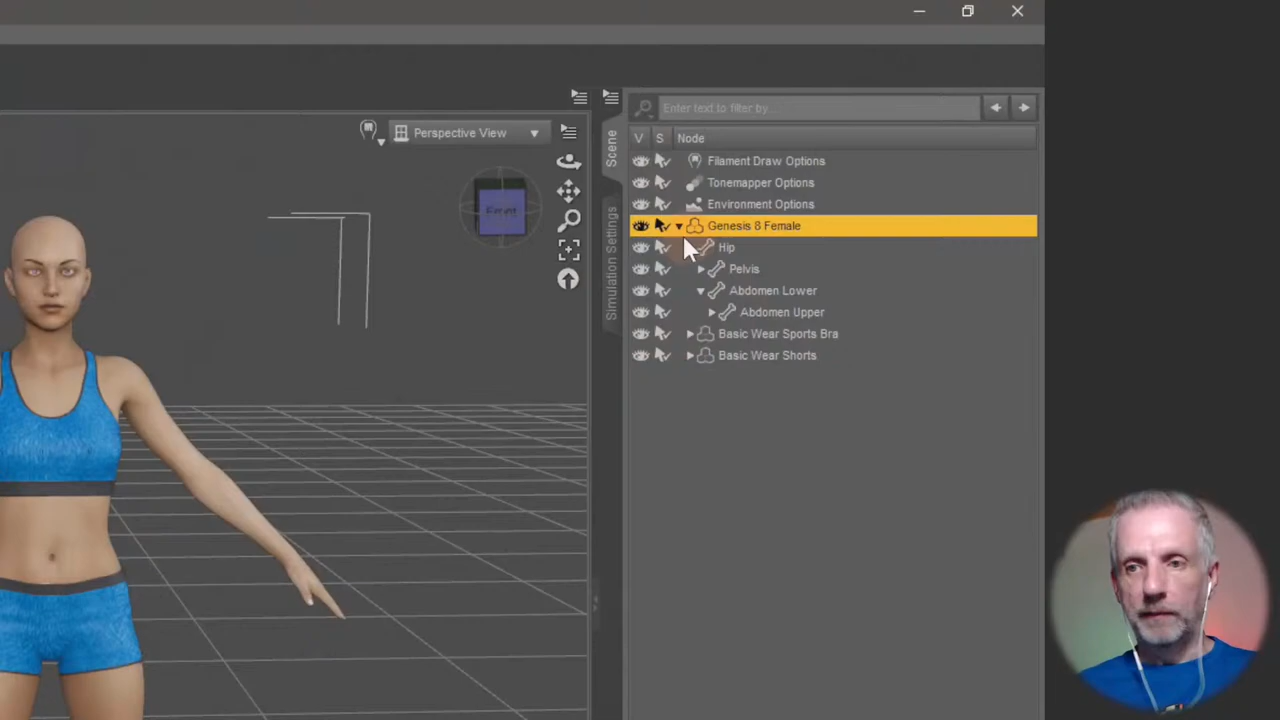 Enter text to filter by...
Perspective View
V S Node
Scene
Simulation Settings
Front
Filament Draw Options
Tonemapper Options
Environment Options
Genesis 8 Female
Hip
Pelvis
Abdomen Lower
Abdomen Upper
Basic Wear Sports Bra
Basic Wear Shorts